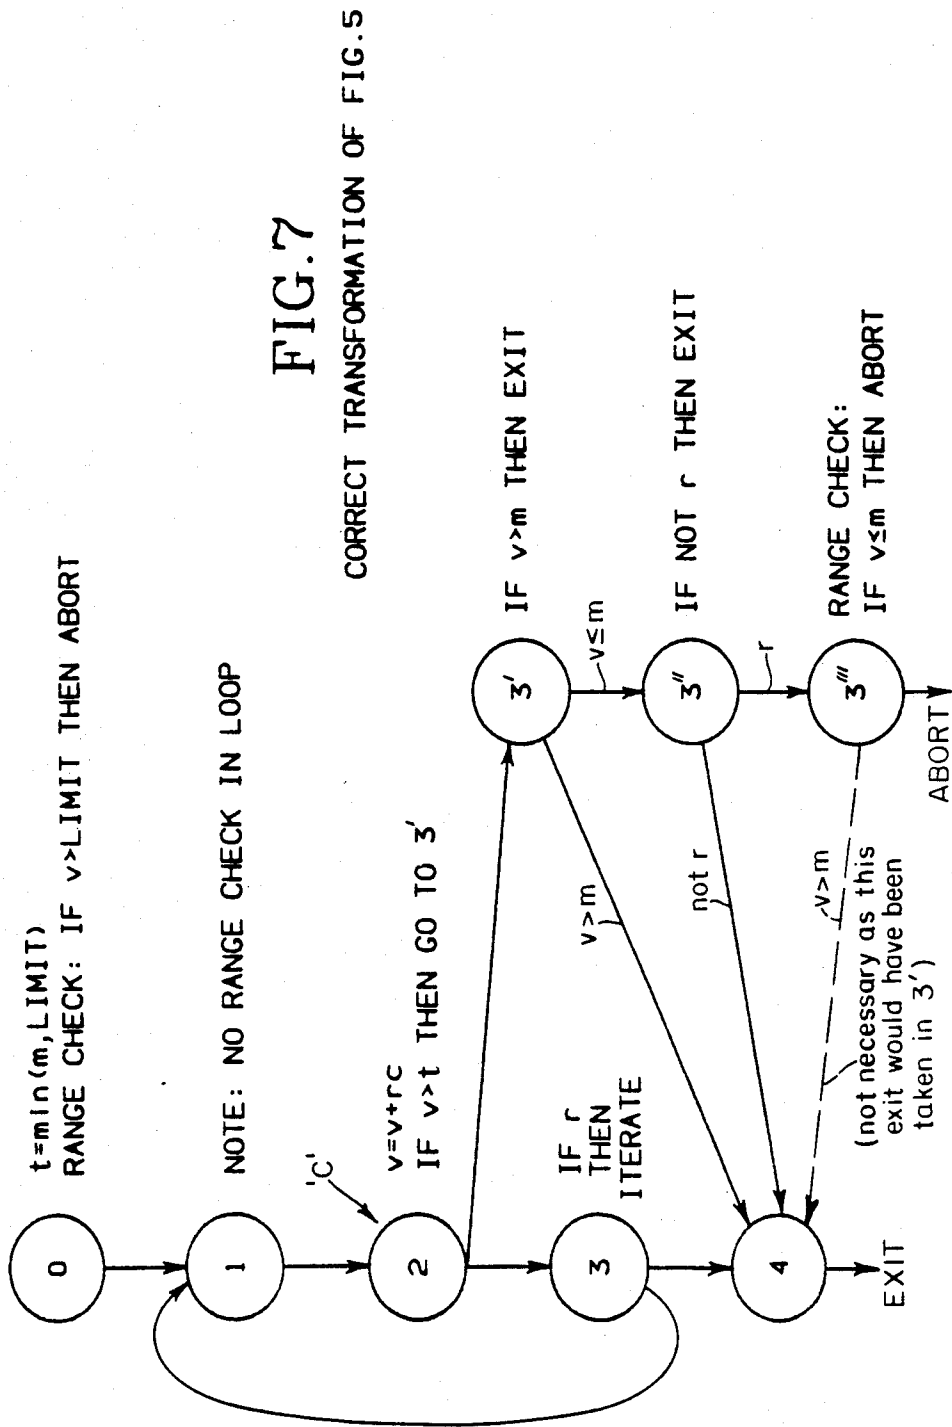 FIG.7
CORRECT TRANSFORMATION OF FIG.5
0
t=min(m,LIMIT)
RANGE CHECK: IF v>LIMIT THEN ABORT
1
NOTE: NO RANGE CHECK IN LOOP
'C'
2
v=v+rc
IF v>t THEN GO TO 3'
3
IF r
THEN
ITERATE
3'
IF v>m THEN EXIT
v>m
v≤m
3''
IF NOT r THEN EXIT
not r
r
3'''
RANGE CHECK:
IF v≤m THEN ABORT
v>m
(not necessary as this
exit would have been
taken in 3')
4
EXIT
ABORT